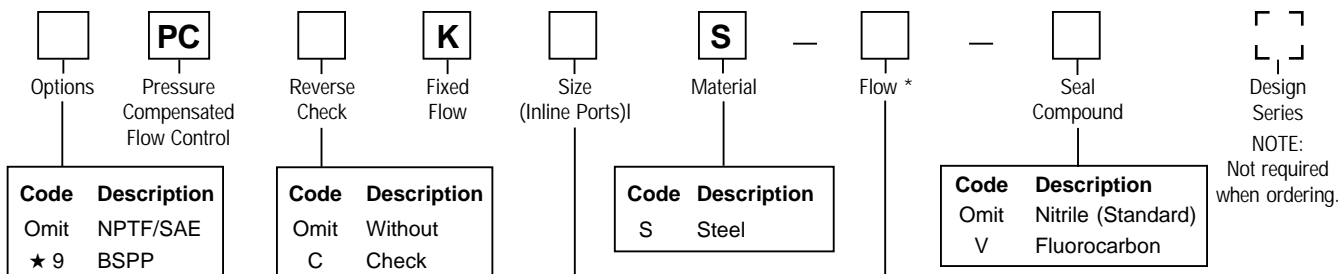 PC K S — —
Options
Pressure
Compensated
Flow Control
Reverse
Check
Fixed
Flow
Size
(Inline Ports)l
Material
Flow *
Seal
Compound
Design
Series
NOTE:
Not required
when ordering.
Code Description
Omit NPTF/SAE
★ 9 BSPP
Code Description
Omit Without
C Check
Code Description
S Steel
Code Description
Omit Nitrile (Standard)
V Fluorocarbon